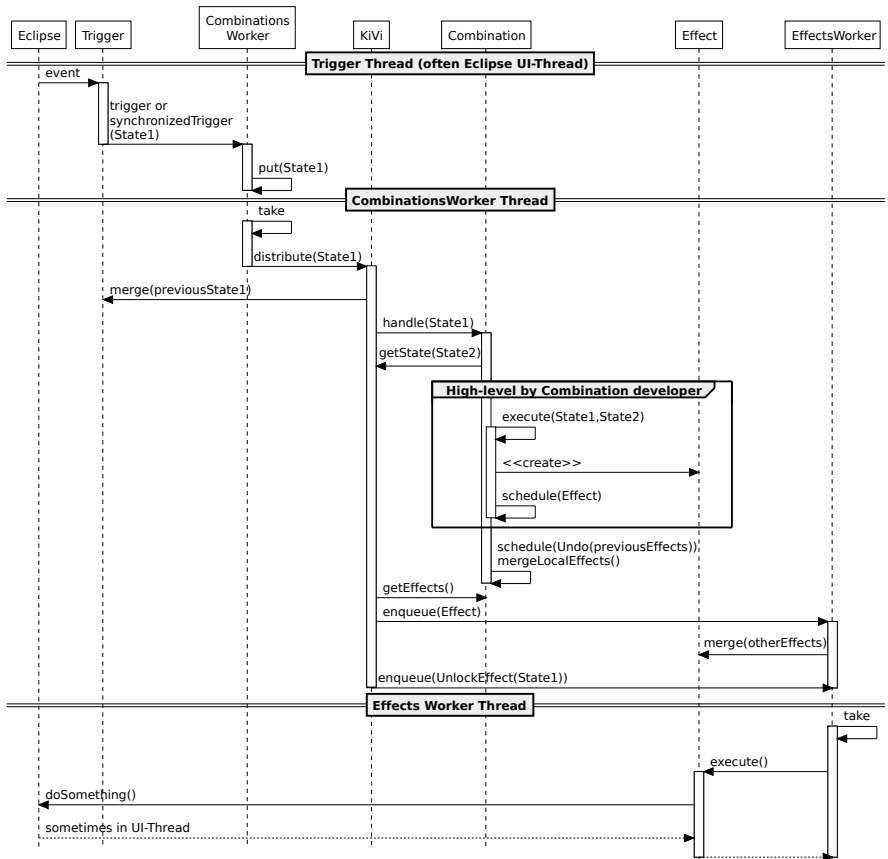 Combinations
Worker
Eclipse
Trigger
KiVi
Combination
Effect
EffectsWorker
Trigger Thread (often Eclipse UI-Thread)
event
trigger or
synchronizedTrigger
(State1)
put(State1)
CombinationsWorker Thread
take
distribute(State1)
merge(previousState1)
handle(State1)
getState(State2)
High-level by Combination developer
execute(State1,State2)
<<create>>
schedule(Effect)
schedule(Undo(previousEffects))
mergeLocalEffects()
getEffects()
enqueue(Effect)
merge(otherEffects)
enqueue(UnlockEffect(State1))
Effects Worker Thread
take
execute()
doSomething()
sometimes in UI-Thread